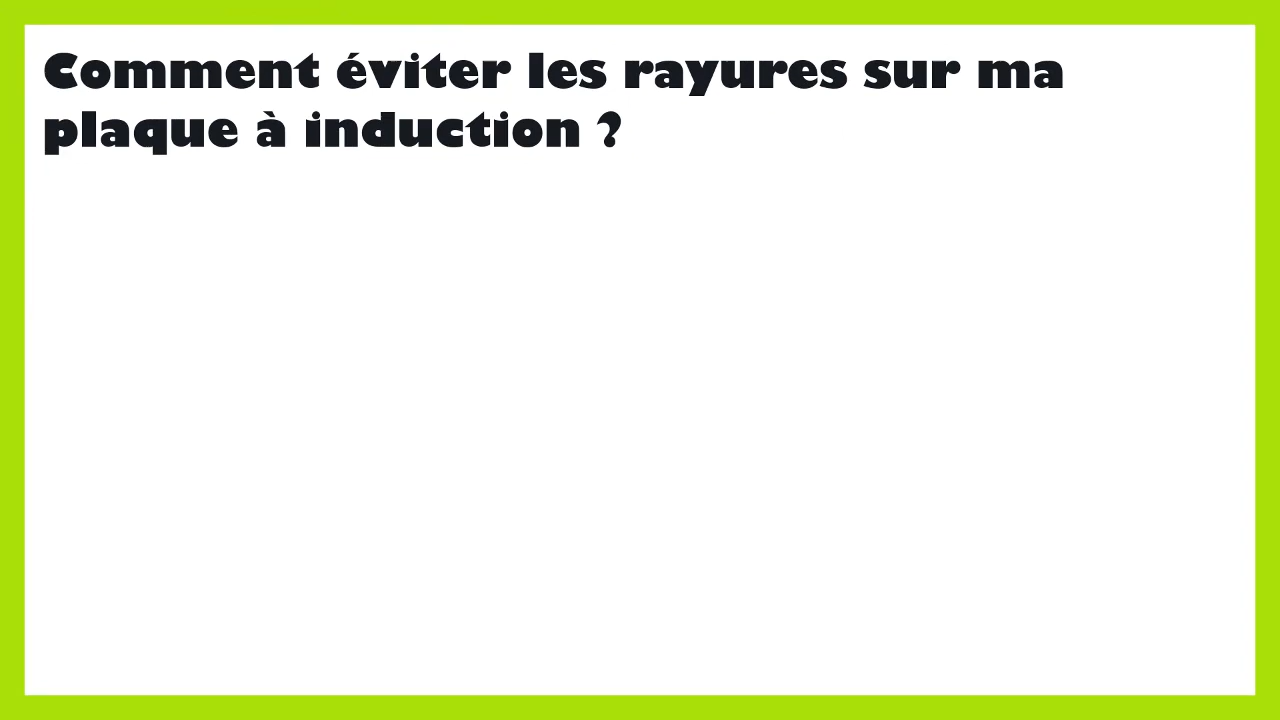 Comment éviter les rayures sur ma
plaque à induction ?